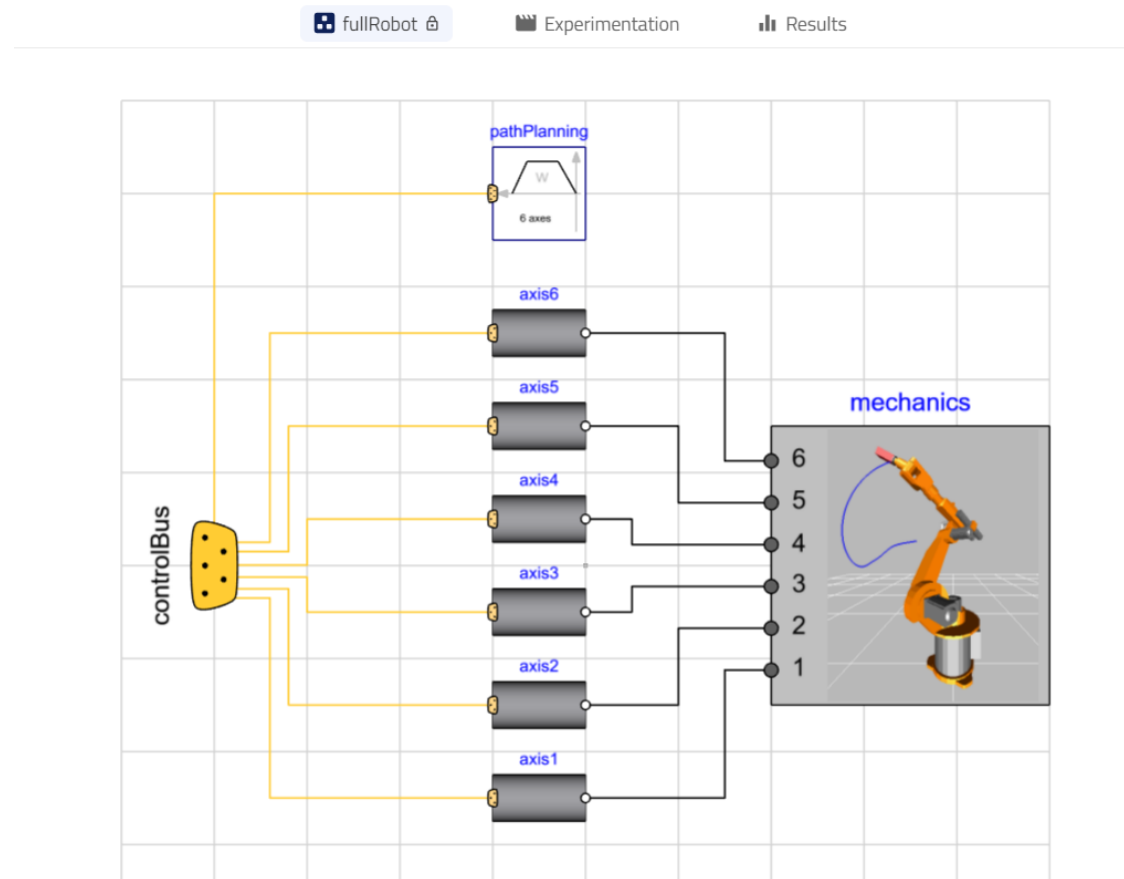 fullRobot
Experimentation
Results
pathPlanning
W
6 axes
axis6
axis5
mechanics
6
5
axis4
4
controlBus
axis3
3
2
axis2
1
axis1